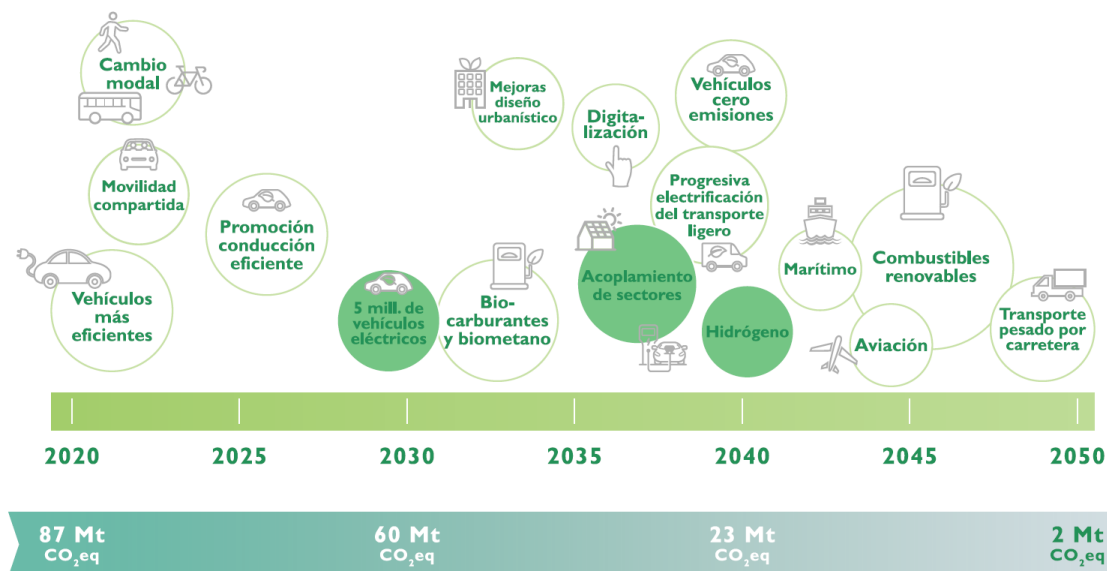 Cambio
modal
Movilidad
compartida
Vehículos
más
eficientes
Promoción
conducción
eficiente
5 mill. de
vehículos
eléctricos
Bio-
carburantes
y biometano
Mejoras
diseño
urbanístico
Digita-
lización
Vehículos
cero
emisiones
Progresiva
electrificación
del transporte
ligero
Acoplamiento
de sectores
Hidrógeno
Marítimo
Combustibles
renovables
Aviación
Transporte
pesado por
carretera
2020
2025
2030
2035
2040
2045
2050
87 Mt
CO₂eq
60 Mt
CO₂eq
23 Mt
CO₂eq
2 Mt
CO₂eq